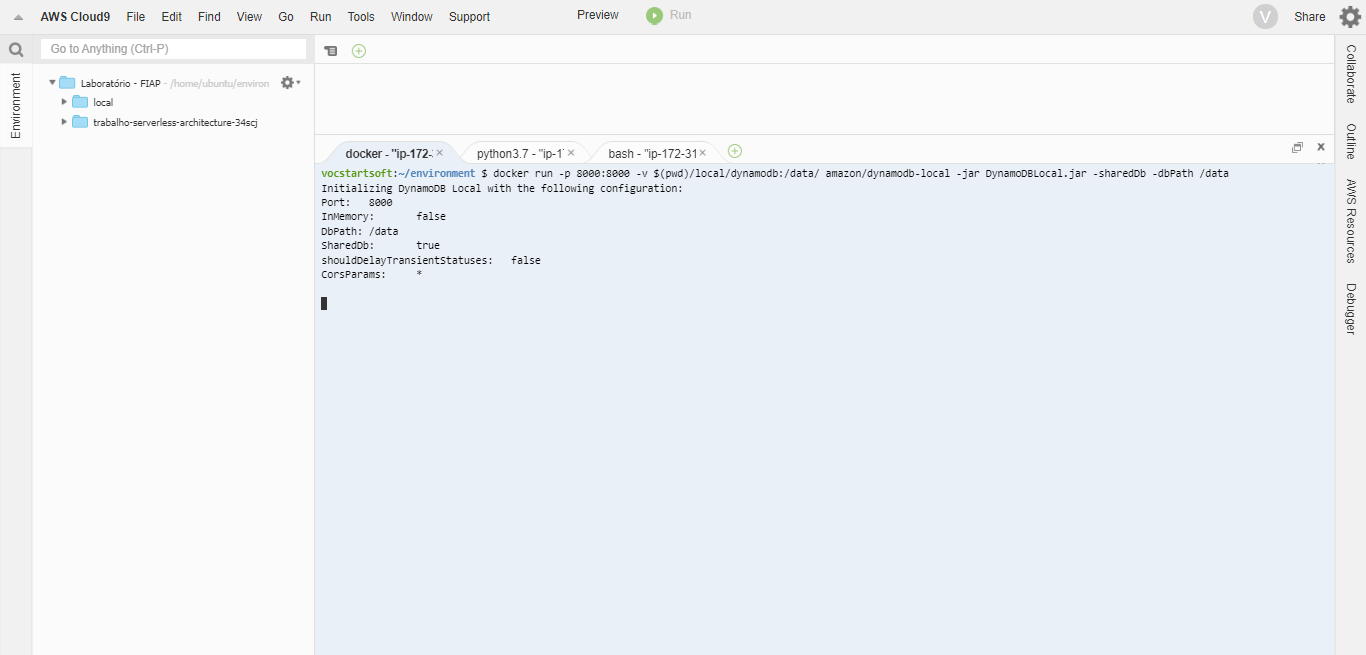 AWS Cloud9 File Edit Find View Go Run Tools Window Support Preview Run V Share
Go to Anything (Ctrl-P)
Environment
Laboratório - FIAP - /home/ubuntu/environ
local
trabalho-serverless-architecture-34scj
docker - "ip-172-
python3.7 - "ip-1
bash - "ip-172-31
vocstartsoft:~/environment $ docker run -p 8000:8000 -v $(pwd)/local/dynamodb:/data/ amazon/dynamodb-local -jar DynamoDBLocal.jar -sharedDb -dbPath /data
Initializing DynamoDB Local with the following configuration:
Port: 8000
InMemory: false
DbPath: /data
SharedDb: true
shouldDelayTransientStatuses: false
CorsParams: *
Collaborate
Outline
AWS Resources
Debugger